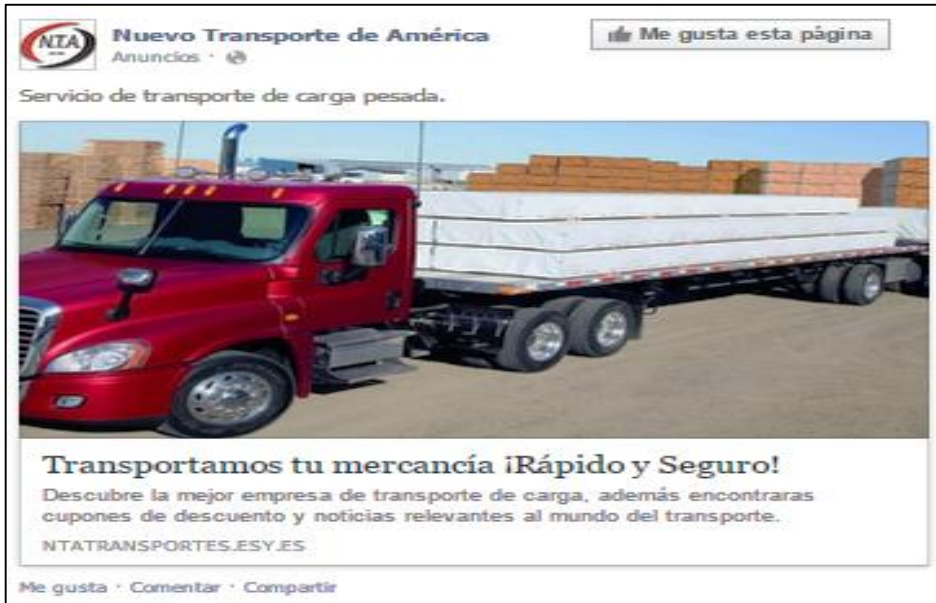 N.T.A
Nuevo Transporte de América
Me gusta esta página
Anuncios ·
Servicio de transporte de carga pesada.
Transportamos tu mercancía ¡Rápido y Seguro!
Descubre la mejor empresa de transporte de carga, además encontraras
cupones de descuento y noticias relevantes al mundo del transporte.
NTATRANSPORTES.ESY.ES
Me gusta · Comentar · Compartir